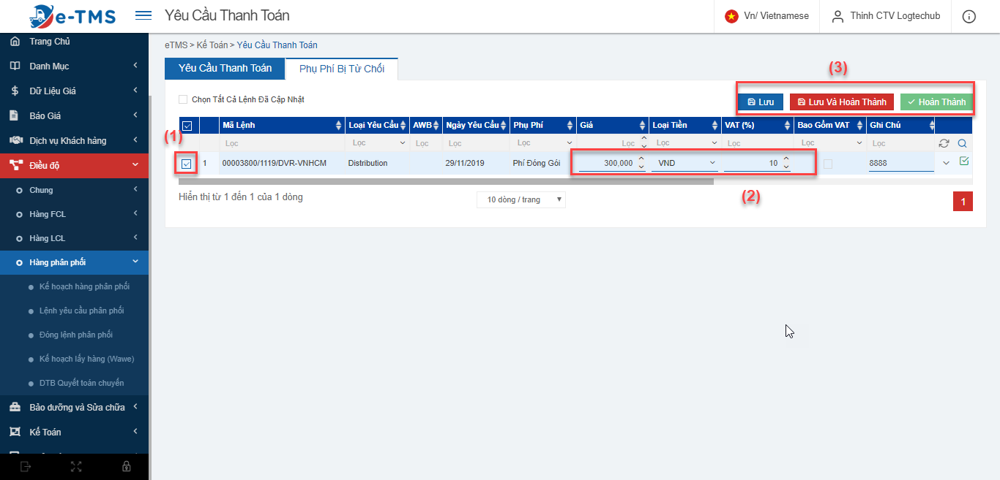 e-TMS
Yêu Cầu Thanh Toán
Vn/ Vietnamese
Thinh CTV Logtechub
Trang Chủ
Danh Mục
Dữ Liệu Giá
Báo Giá
Dịch vụ Khách hàng
Điều độ
Chung
Hàng FCL
Hàng LCL
Hàng phân phối
Kế hoạch hàng phân phối
Lệnh yêu cầu phân phối
Đóng lệnh phân phối
Kế hoạch lấy hàng (Wawe)
DTB Quyết toán chuyến
Bảo dưỡng và Sửa chữa
Kế Toán
eTMS > Kế Toán > Yêu Cầu Thanh Toán
Yêu Cầu Thanh Toán
Phụ Phí Bị Từ Chối
(3)
Chọn Tất Cả Lệnh Đã Cập Nhật
Lưu
Lưu Và Hoàn Thành
Hoàn Thành
Mã Lệnh Loại Yêu Cầu AWB Ngày Yêu Cầu Phụ Phí Giá Loại Tiền VAT (%) Bao Gồm VAT Ghi Chú
(1)
Lọc Lọc Lọc Lọc Lọc Lọc Lọc Lọc Lọc Lọc
1 00003800/1119/DVR-VNHCM Distribution 29/11/2019 Phí Đóng Gói 300,000 VND 10 8888
(2)
Hiển thị từ 1 đến 1 của 1 dòng
10 dòng / trang
1